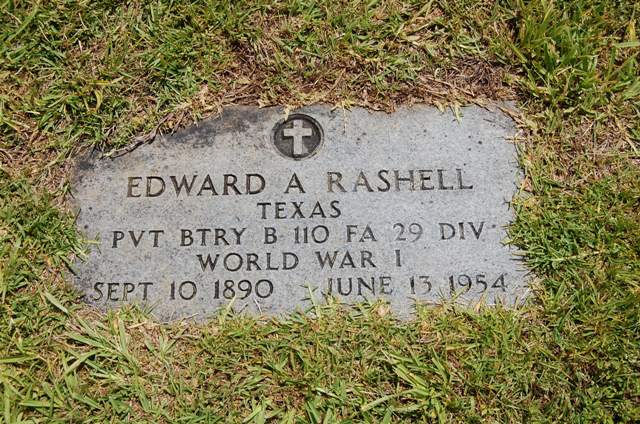 EDWARD A RASHELL
TEXAS
PVT BTRY B 110 FA 29 DIV
WORLD WAR I
SEPT 10 1890 JUNE 13 1954